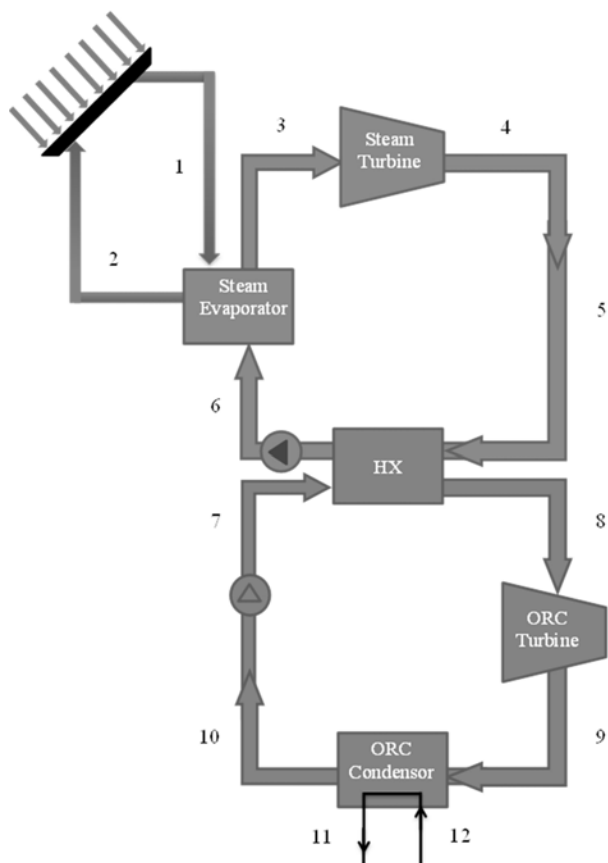 3
4
Steam
Turbine
1
2
Steam
Evaporator
5
6
HX
7
8
ORC
Turbine
10
9
ORC
Condensor
11
12